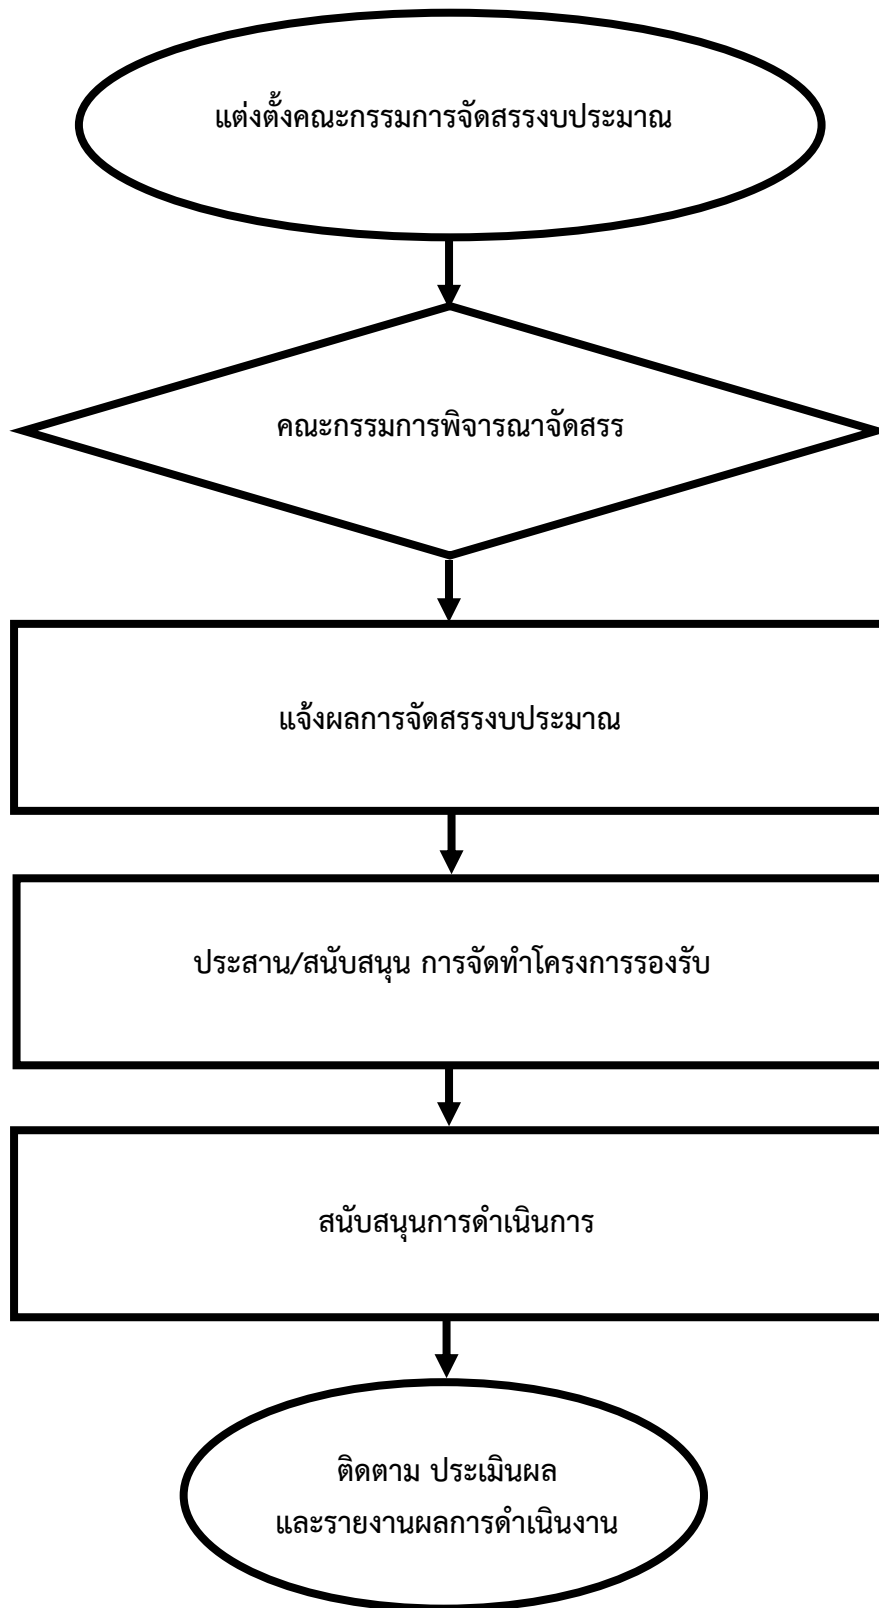 แต่งตั้งคณะกรรมการจัดสรรงบประมาณ
คณะกรรมการพิจารณาจัดสรร
แจ้งผลการจัดสรรงบประมาณ
ประสาน/สนับสนุน การจัดทำโครงการรองรับ
สนับสนุนการดำเนินการ
ติดตาม ประเมินผล
และรายงานผลการดำเนินงาน